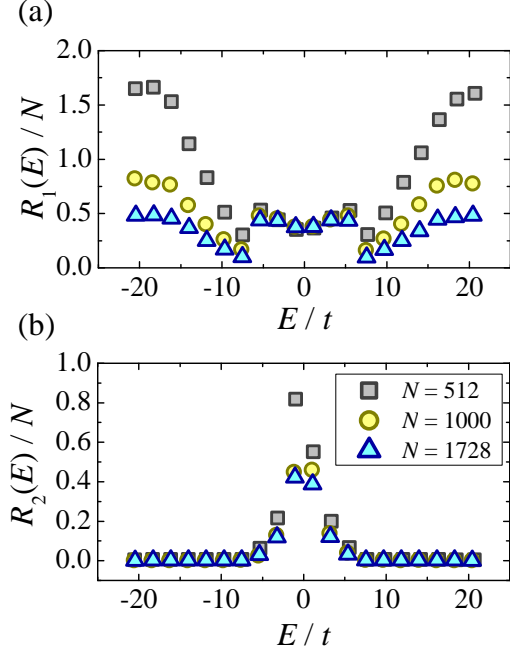 (a)
R₁(E) / N
2.0
1.5
1.0
0.5
0.0
-20 -10 0 10 20
E / t
(b)
R₂(E) / N
1.0
0.8
0.6
0.4
0.2
0.0
N = 512
N = 1000
N = 1728
-20 -10 0 10 20
E / t